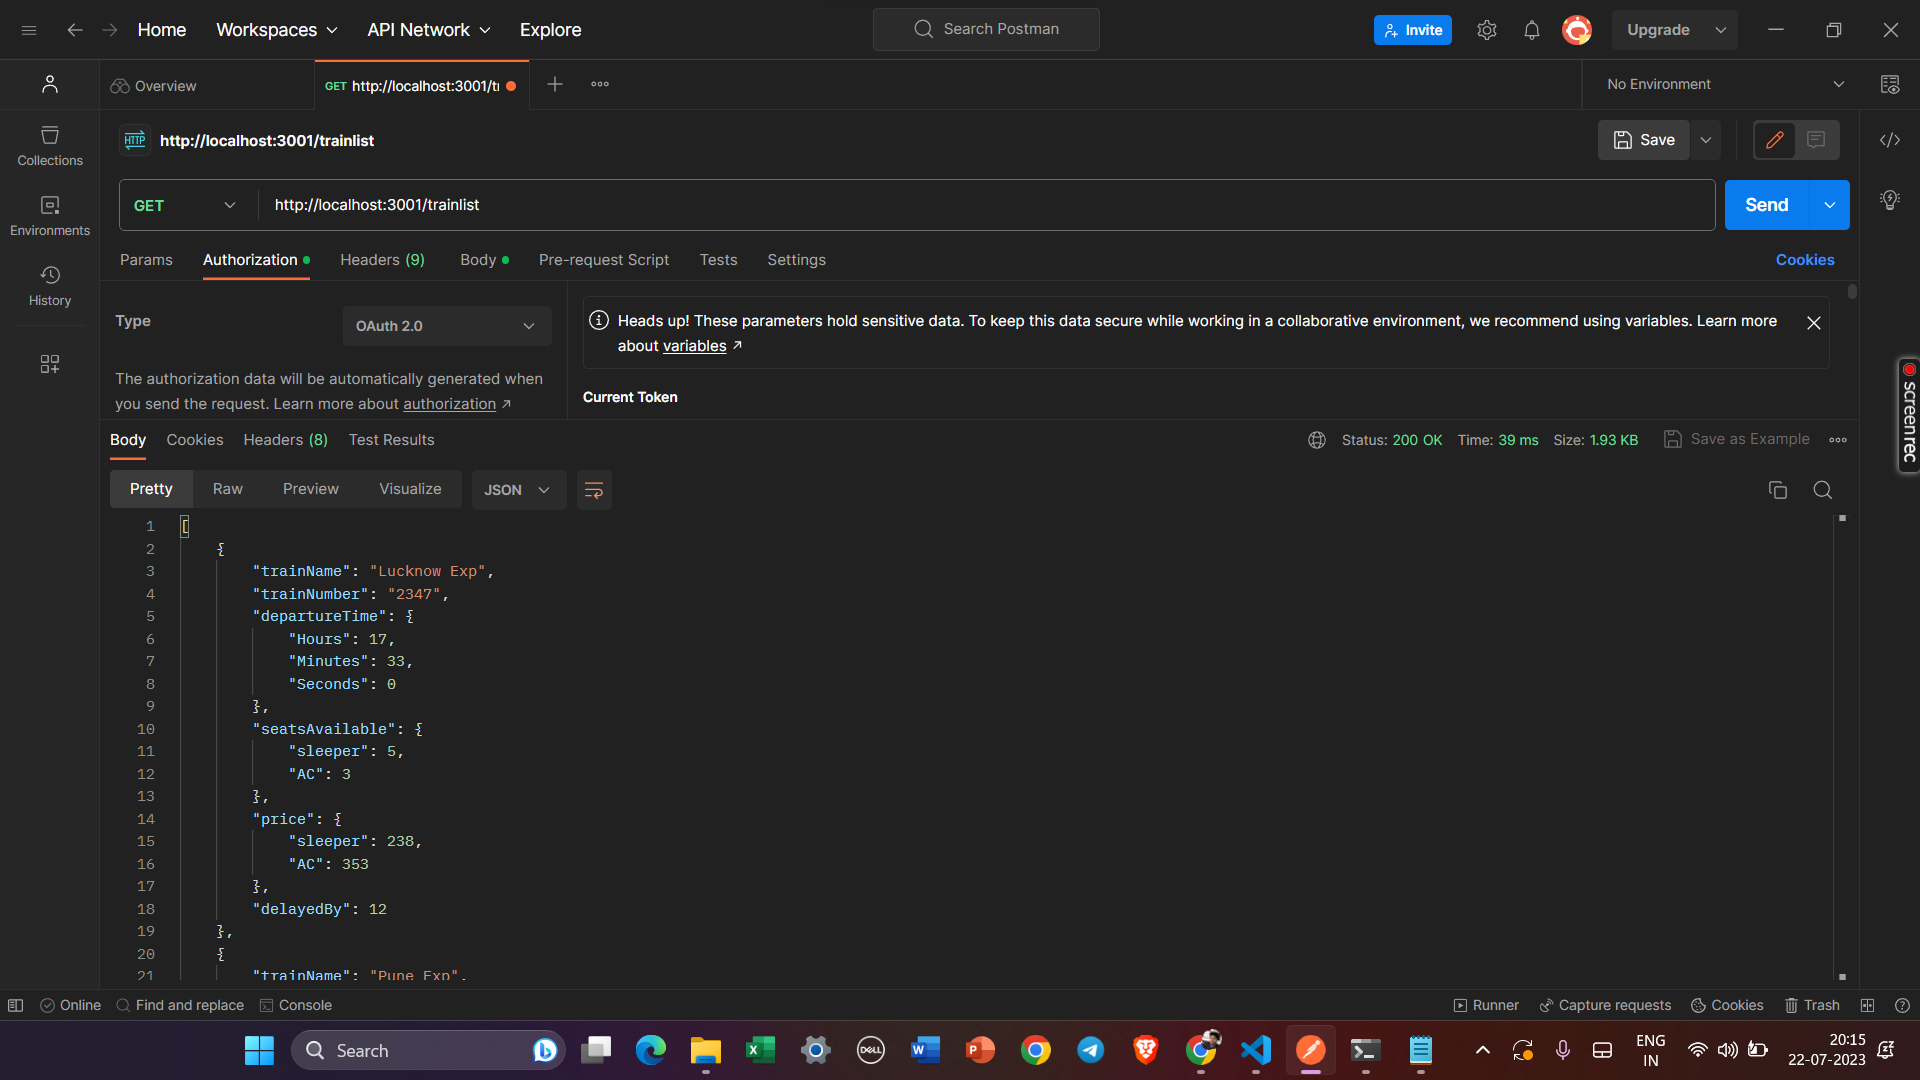 Home
Workspaces
API Network
Explore
Search Postman
Invite
Upgrade
Overview
GET http://localhost:3001/tr
No Environment
HTTP http://localhost:3001/trainlist
Save
Collections
Environments
History
GET
http://localhost:3001/trainlist
Send
Params
Authorization
Headers (9)
Body
Pre-request Script
Tests
Settings
Cookies
Type
OAuth 2.0
The authorization data will be automatically generated when
you send the request. Learn more about authorization ↗
Heads up! These parameters hold sensitive data. To keep this data secure while working in a collaborative environment, we recommend using variables. Learn more
about variables ↗
Current Token
screenrec
Body
Cookies
Headers (8)
Test Results
Status: 200 OK
Time: 39 ms
Size: 1.93 KB
Save as Example
Pretty
Raw
Preview
Visualize
JSON
1 [
2 {
3 "trainName": "Lucknow Exp",
4 "trainNumber": "2347",
5 "departureTime": {
6 "Hours": 17,
7 "Minutes": 33,
8 "Seconds": 0
9 },
10 "seatsAvailable": {
11 "sleeper": 5,
12 "AC": 3
13 },
14 "price": {
15 "sleeper": 238,
16 "AC": 353
17 },
18 "delayedBy": 12
19 },
20 {
21 "trainName": "Pune Exp",
Online
Find and replace
Console
Runner
Capture requests
Cookies
Trash
Search
DELL
ENG
IN
20:15
22-07-2023